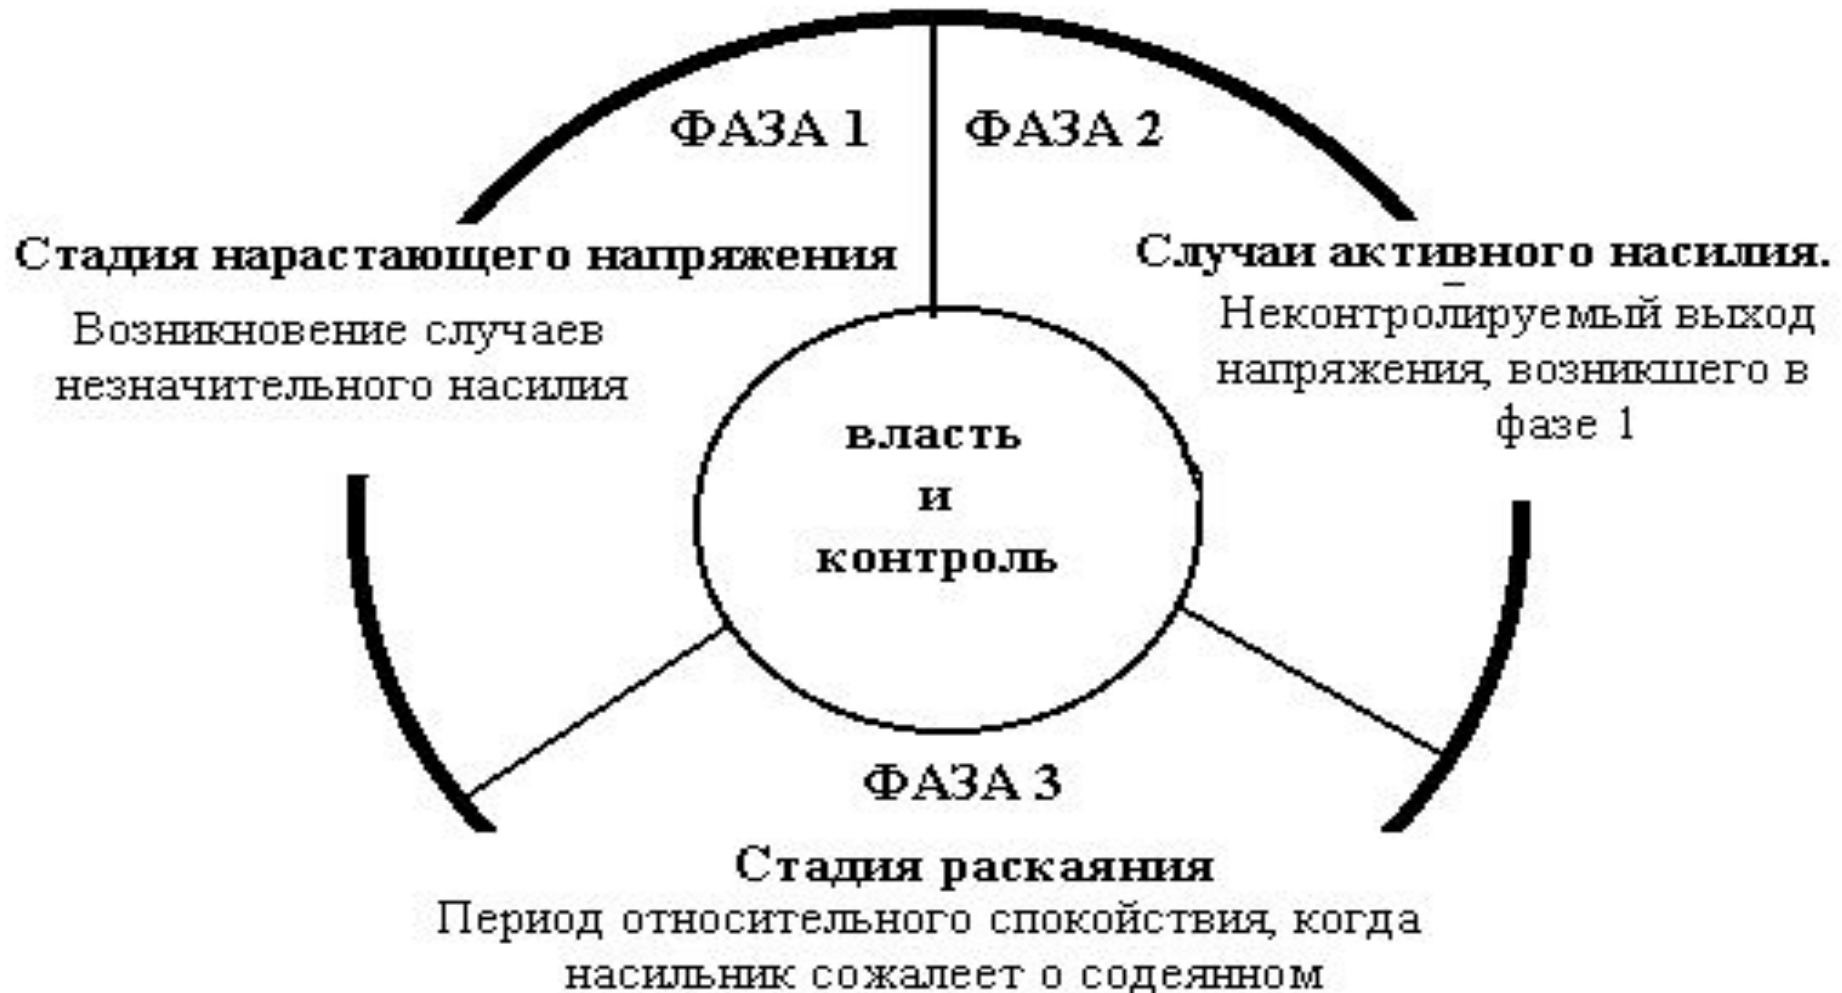 ФАЗА 1
ФАЗА 2
Стадия нарастающего напряжения
Возникновение случаев
незначительного насилия
Случаи активного насилия.
Неконтролируемый выход
напряжения, возникшего в
фазе 1
власть
и
контроль
ФАЗА 3
Стадия раскаяния
Период относительного спокойствия, когда
насильник сожалеет о содеянном